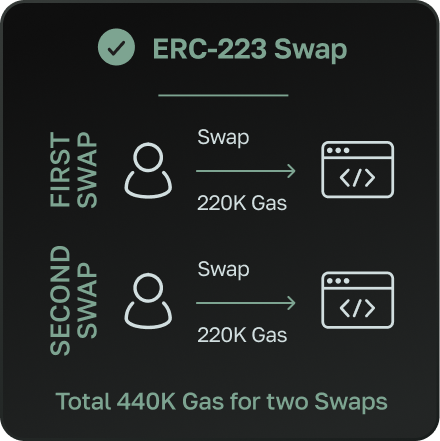 ERC-223 Swap
FIRST
SWAP
Swap
220K Gas
</>
SECOND
SWAP
Swap
220K Gas
</>
Total 440K Gas for two Swaps